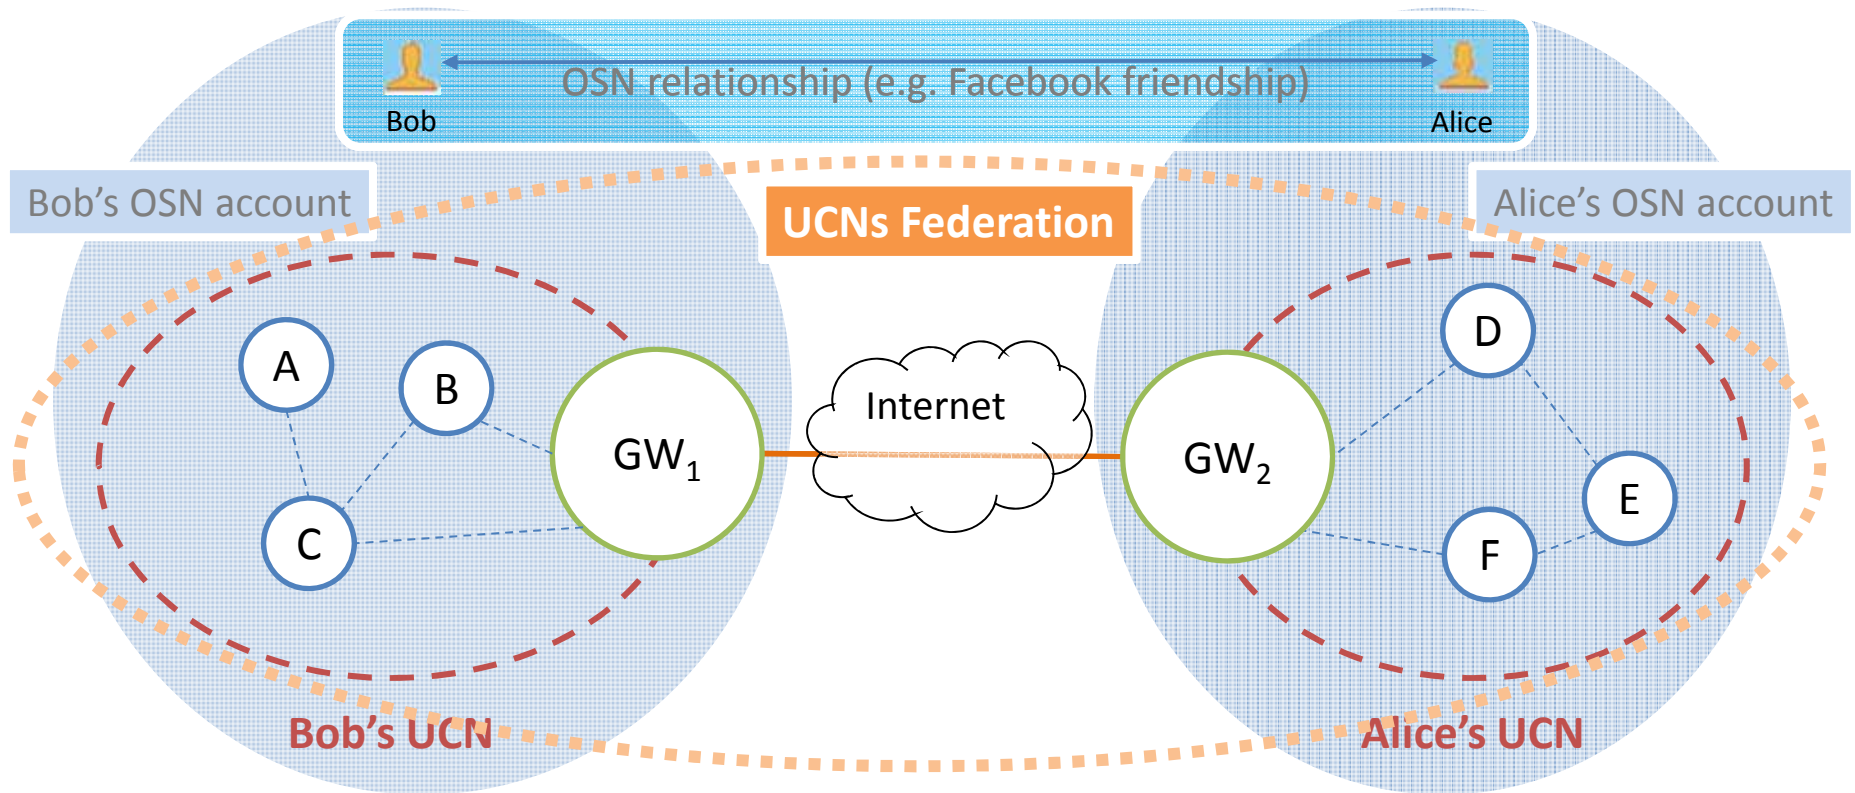 OSN relationship (e.g. Facebook friendship)
Bob
Alice
Bob's OSN account
UCNs Federation
Alice's OSN account
A
B
C
GW1
Internet
GW2
D
E
F
Bob's UCN
Alice's UCN